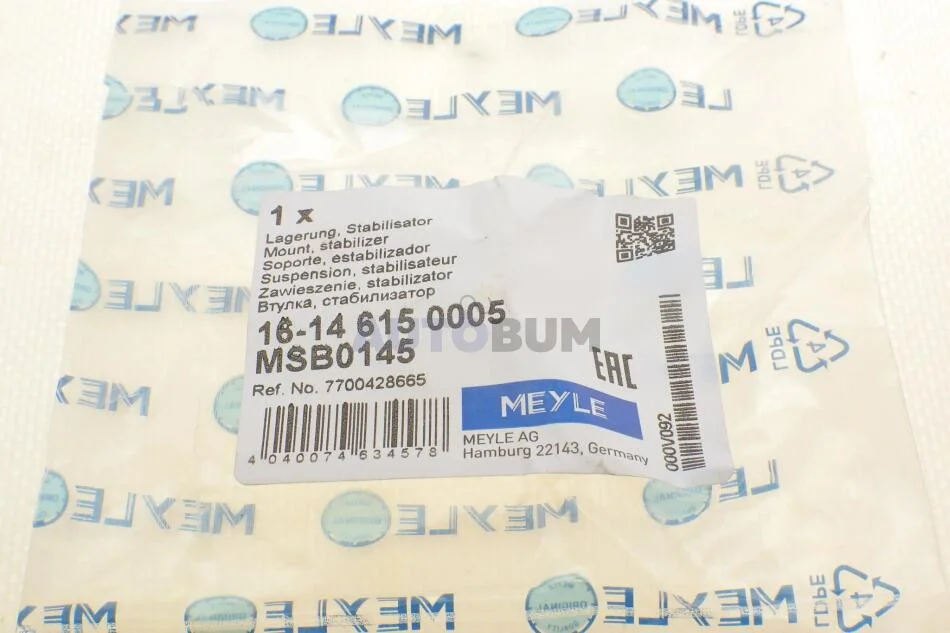 1 x
Lagerung, Stabilisator
Mount, stabilizer
Soporte, estabilizador
Suspension, stabilisateur
Zawieszenie, stabilizator
Втулка, стабилизатор
16-14 615 0005
MSB0145
Ref. No. 7700428665
4 040074 634578
EAC
MEYLE
MEYLE AG
Hamburg 22143, Germany
000V092
AUTOBUM
MEYLE
ORIGINAL
LDPE
4